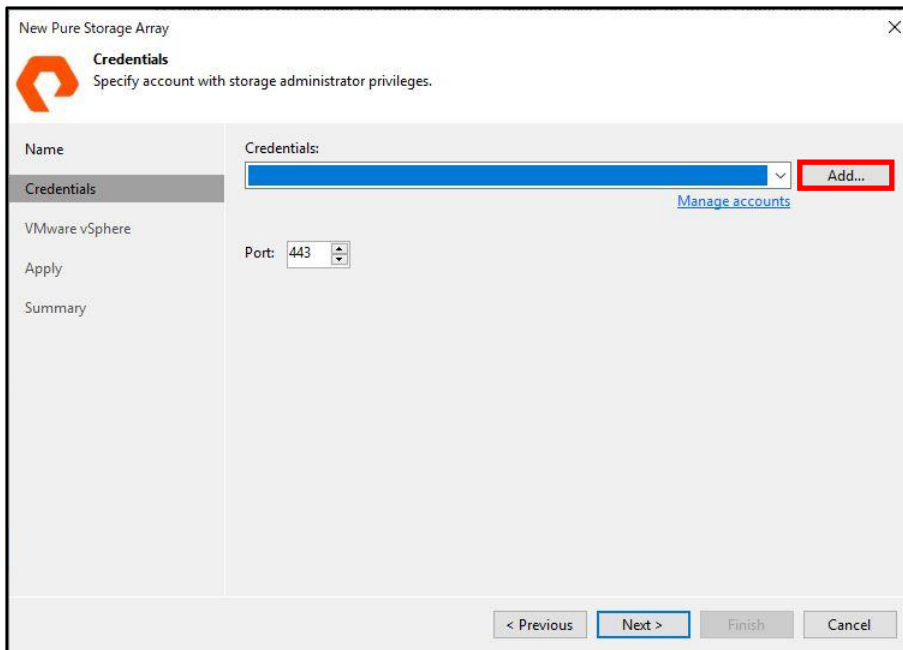 New Pure Storage Array
Credentials
Specify account with storage administrator privileges.
Name
Credentials
VMware vSphere
Apply
Summary
Credentials:
Add...
Manage accounts
Port: 443
< Previous Next > Finish Cancel